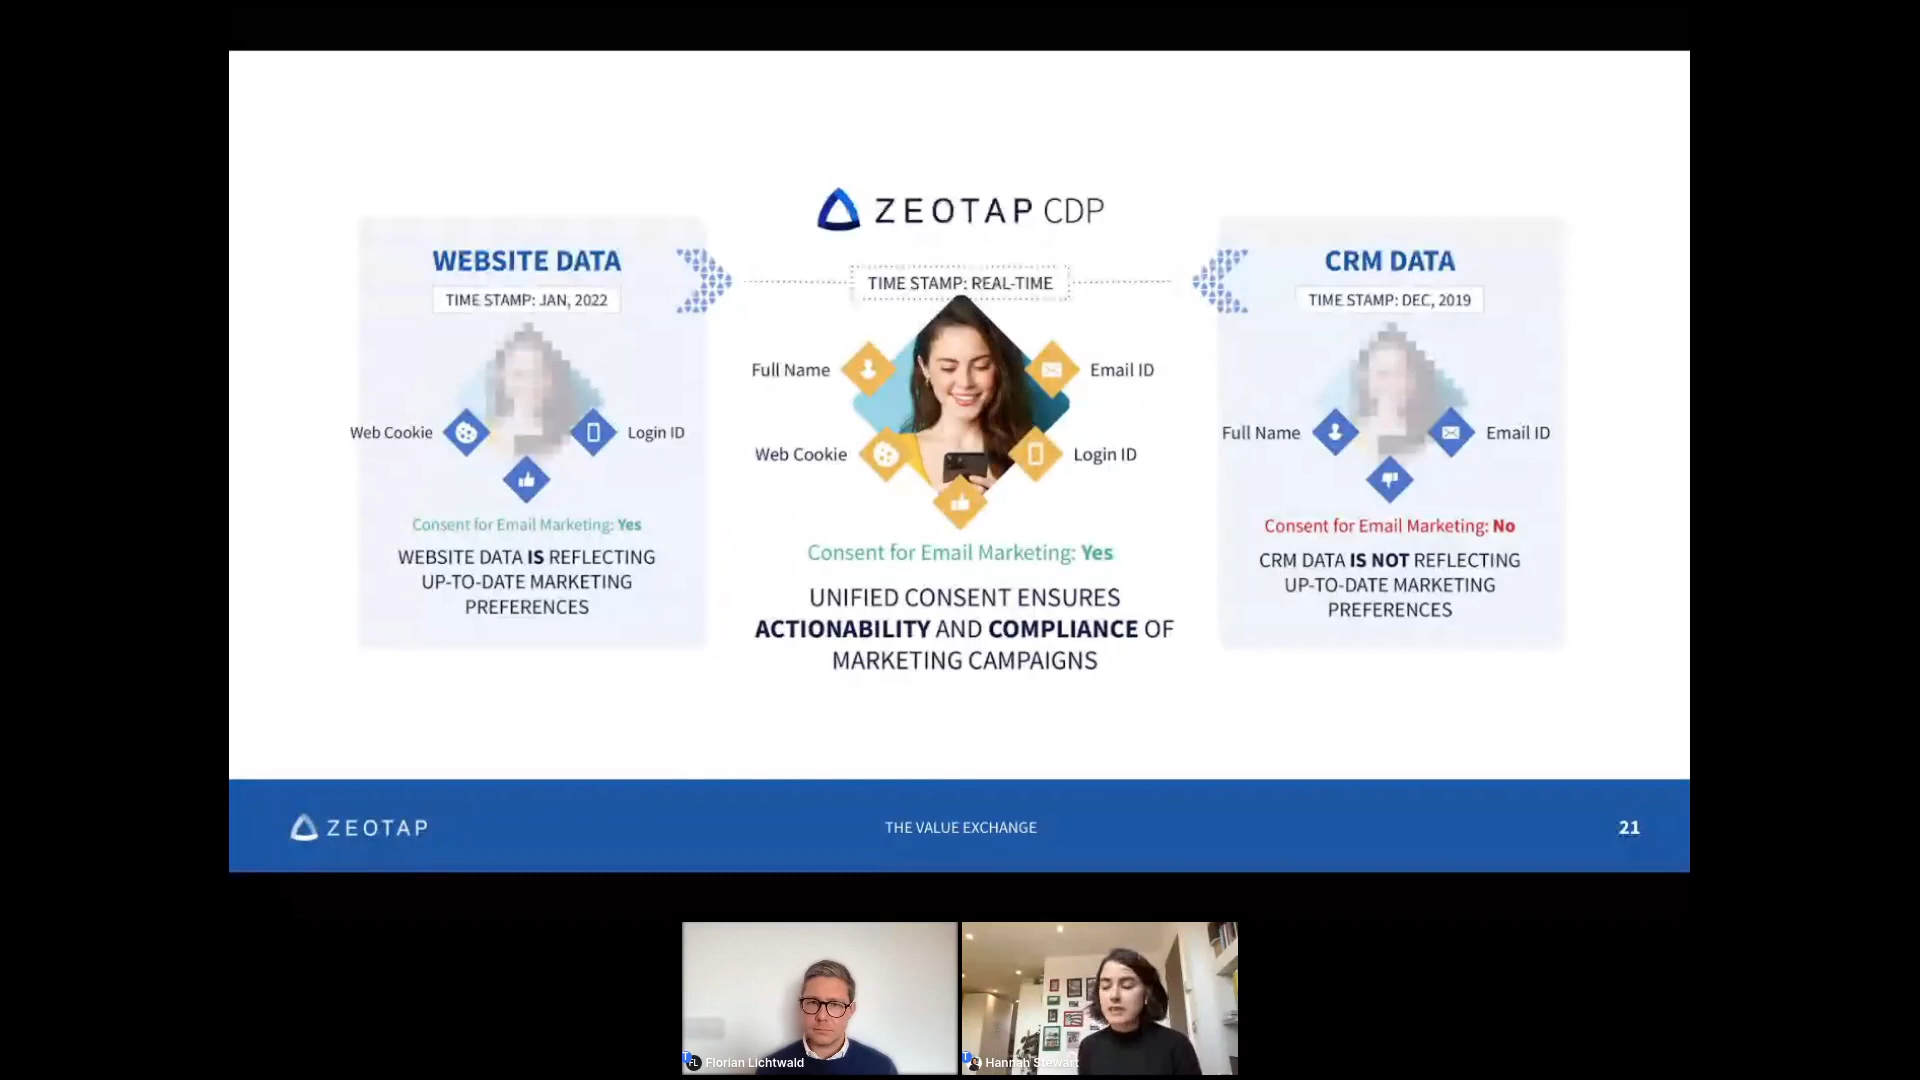 ZEOTAP CDP
WEBSITE DATA
TIME STAMP: JAN, 2022
Web Cookie
Login ID
Consent for Email Marketing: Yes
WEBSITE DATA IS REFLECTING
UP-TO-DATE MARKETING
PREFERENCES
TIME STAMP: REAL-TIME
Full Name
Email ID
Web Cookie
Login ID
Consent for Email Marketing: Yes
UNIFIED CONSENT ENSURES
ACTIONABILITY AND COMPLIANCE OF
MARKETING CAMPAIGNS
CRM DATA
TIME STAMP: DEC, 2019
Full Name
Email ID
Consent for Email Marketing: No
CRM DATA IS NOT REFLECTING
UP-TO-DATE MARKETING
PREFERENCES
ZEOTAP
THE VALUE EXCHANGE
21
FL Florian Lichtwald
Hannah Stewart